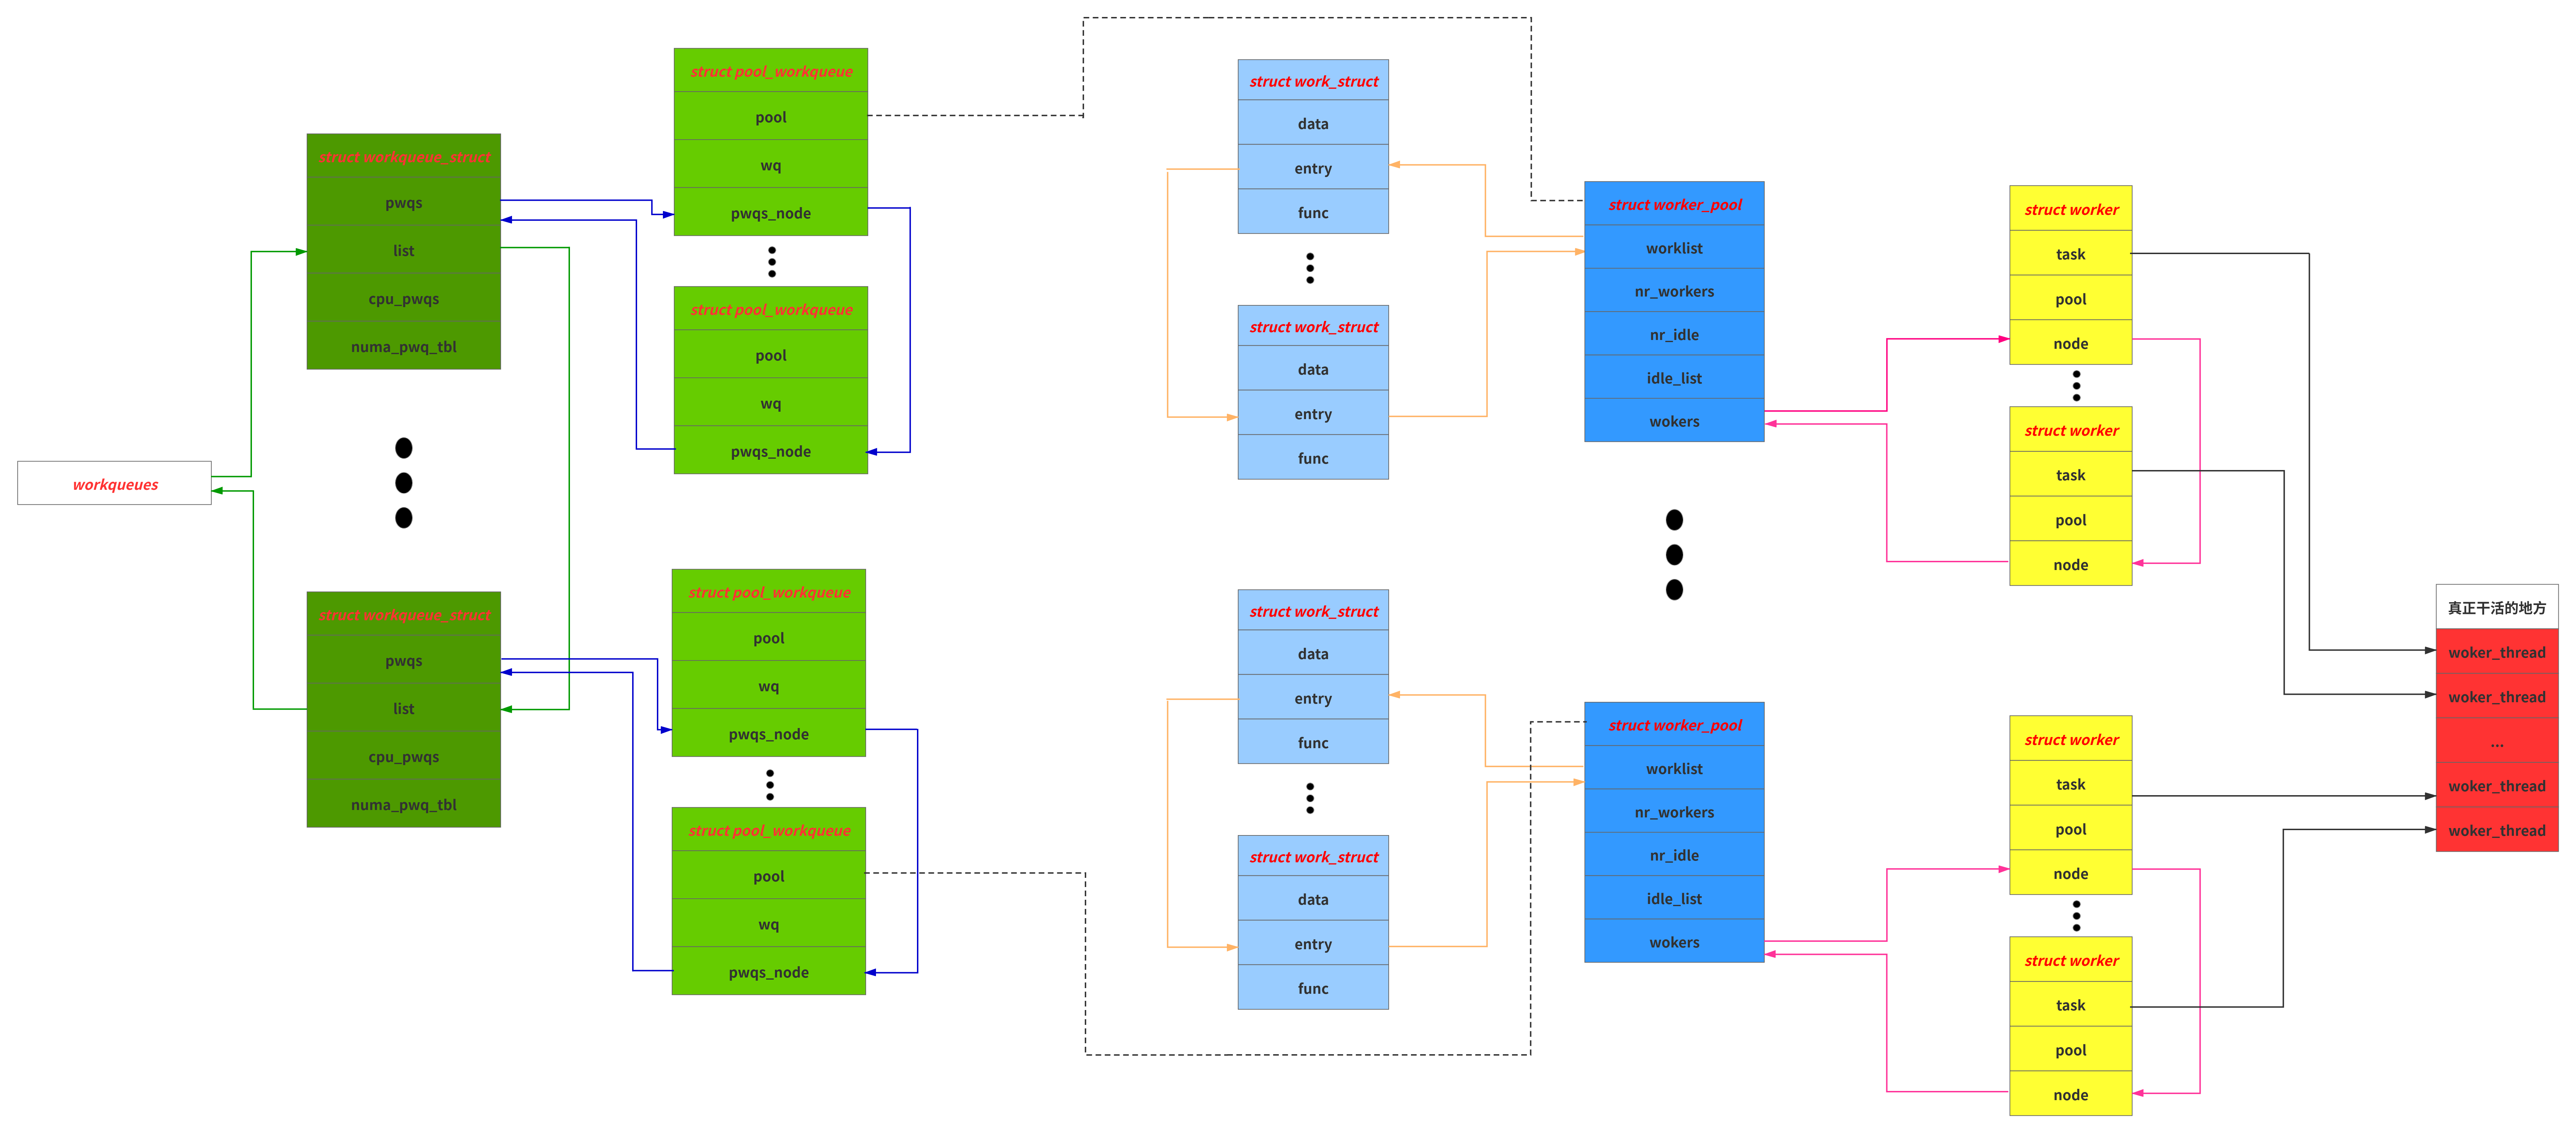 workqueues
struct workqueue_struct
pwqs
list
cpu_pwqs
numa_pwq_tbl
struct workqueue_struct
pwqs
list
cpu_pwqs
numa_pwq_tbl
struct pool_workqueue
pool
wq
pwqs_node
struct pool_workqueue
pool
wq
pwqs_node
struct pool_workqueue
pool
wq
pwqs_node
struct pool_workqueue
pool
wq
pwqs_node
struct work_struct
data
entry
func
struct work_struct
data
entry
func
struct work_struct
data
entry
func
struct work_struct
data
entry
func
struct worker_pool
worklist
nr_workers
nr_idle
idle_list
wokers
struct worker_pool
worklist
nr_workers
nr_idle
idle_list
wokers
struct worker
task
pool
node
struct worker
task
pool
node
struct worker
task
pool
node
struct worker
task
pool
node
真正干活的地方
woker_thread
woker_thread
...
woker_thread
woker_thread